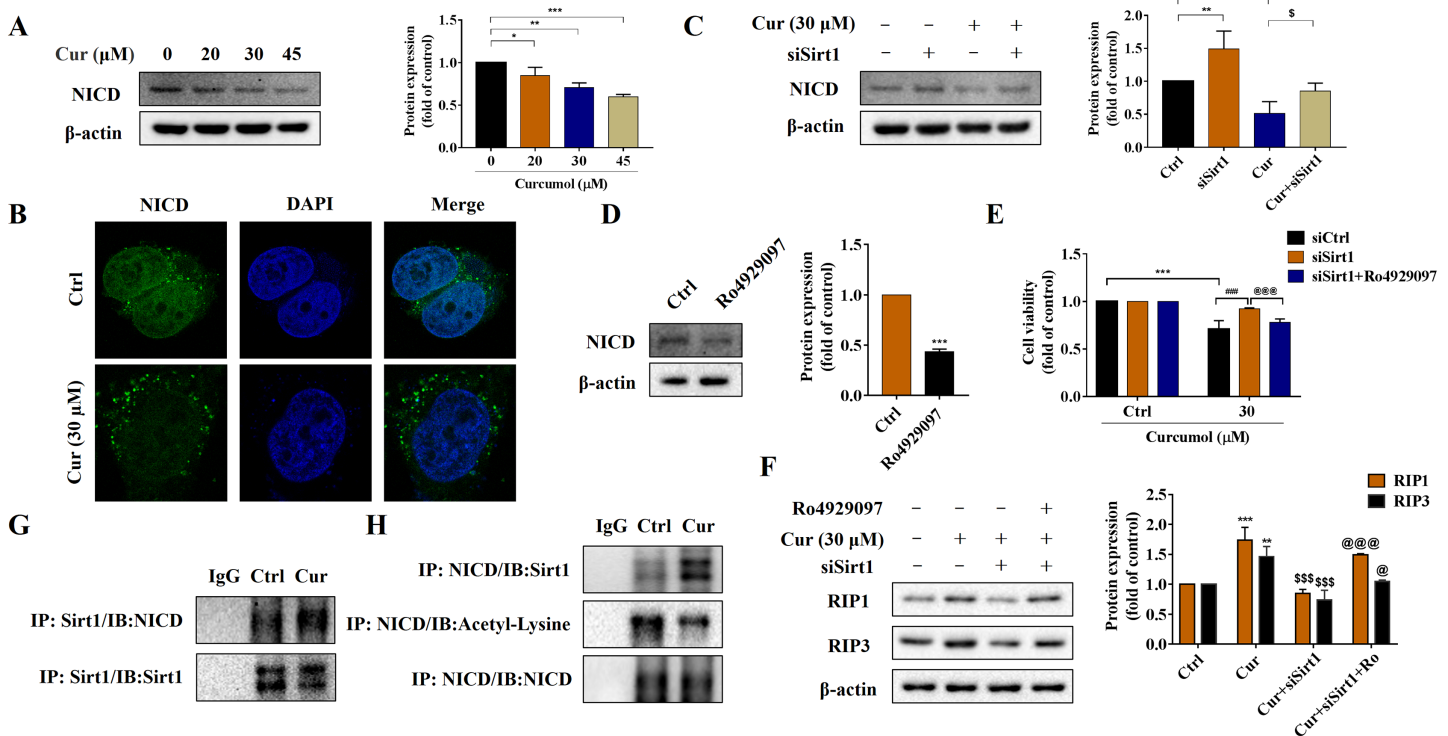 A
Cur (μM)
0 20 30 45
NICD
β-actin
Protein expression
(fold of control)
1.5
1.0
0.5
0.0
*
**
***
0 20 30 45
Curcumol (μM)
C
Cur (30 μM) − − + +
siSirt1 − + − +
NICD
β-actin
Protein expression
(fold of control)
2.0
1.5
1.0
0.5
0.0
**
$
Ctrl
siSirt1
Cur
Cur+siSirt1
B
NICD DAPI Merge
Ctrl
Cur (30 μM)
D
Ctrl
Ro4929097
NICD
β-actin
Protein expression
(fold of control)
1.5
1.0
0.5
0.0
***
Ctrl
Ro4929097
E
siCtrl
siSirt1
siSirt1+Ro4929097
Cell viability
(fold of control)
1.5
1.0
0.5
0.0
***
###
@@@
Ctrl 30
Curcumol (μM)
F
Ro4929097 − − − +
Cur (30 μM) − + + +
siSirt1 − − + +
RIP1
RIP3
β-actin
RIP1
RIP3
Protein expression
(fold of control)
2.5
2.0
1.5
1.0
0.5
0.0
***
**
$$$
$$$
@@@
@
Ctrl
Cur
Cur+siSirt1
Cur+siSirt1+Ro
G
IgG Ctrl Cur
IP: Sirt1/IB:NICD
IP: Sirt1/IB:Sirt1
H
IgG Ctrl Cur
IP: NICD/IB:Sirt1
IP: NICD/IB:Acetyl-Lysine
IP: NICD/IB:NICD